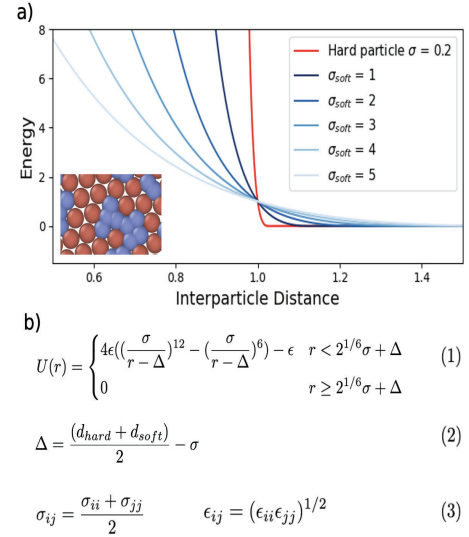 a)
8
6
4
2
0
Energy
Hard particle σ = 0.2
σ_soft = 1
σ_soft = 2
σ_soft = 3
σ_soft = 4
σ_soft = 5
0.6 0.8 1.0 1.2 1.4
Interparticle Distance
b)
U(r) = { 4ϵ((σ/(r − Δ))^12 − (σ/(r − Δ))^6) − ϵ r < 2^{1/6}σ + Δ (1)
0 r ≥ 2^{1/6}σ + Δ
Δ = (d_hard + d_soft)/2 − σ (2)
σ_ij = (σ_ii + σ_jj)/2 ϵ_ij = (ϵ_ii ϵ_jj)^{1/2} (3)